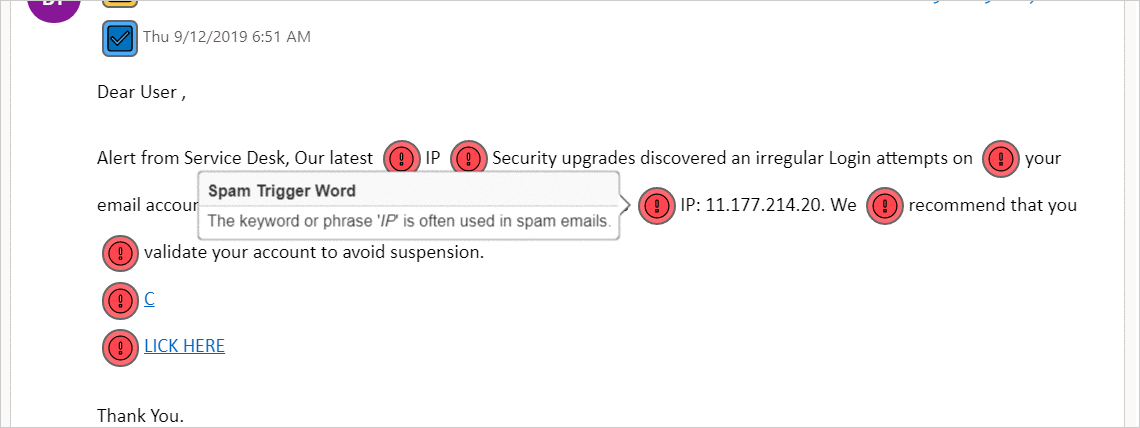 Thu 9/12/2019 6:51 AM
Dear User ,
Alert from Service Desk, Our latest IP Security upgrades discovered an irregular Login attempts on your
email accour IP: 11.177.214.20. We recommend that you
Spam Trigger Word
The keyword or phrase 'IP' is often used in spam emails.
validate your account to avoid suspension.
C
LICK HERE
Thank You.